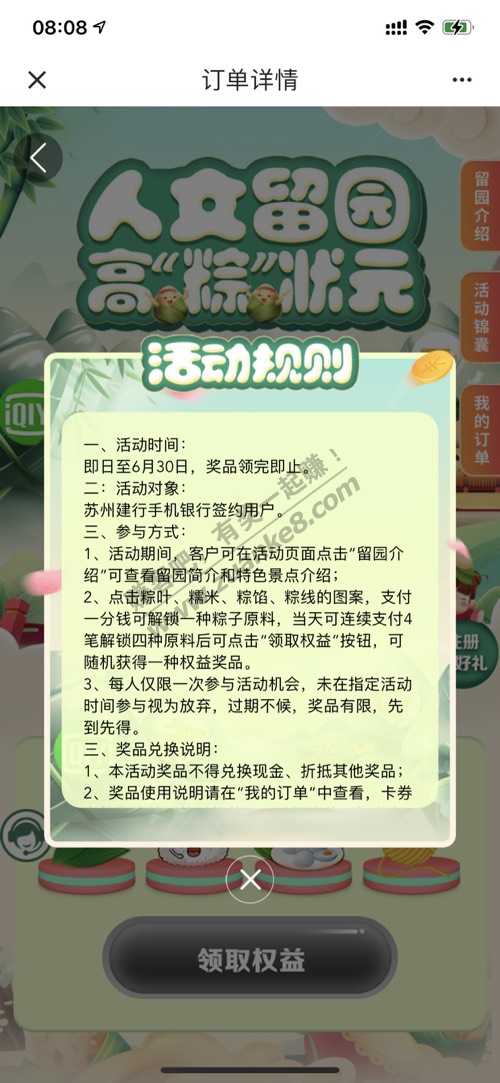 08:08
订单详情
人文留园
高“粽”状元
留园介绍
活动锦囊
我的订单
iQIY
活动规则
一、活动时间：
即日至6月30日，奖品领完即止。
二：活动对象：
苏州建行手机银行签约用户。
三、参与方式：
1、活动期间，客户可在活动页面点击“留园介
绍”可查看留园简介和特色景点介绍；
2、点击粽叶、糯米、粽馅、粽线的图案，支付
一分钱可解锁一种粽子原料，当天可连续支付4
笔解锁四种原料后可点击“领取权益”按钮，可
随机获得一种权益奖品。
3、每人仅限一次参与活动机会，未在指定活动
时间参与视为放弃，过期不候，奖品有限，先
到先得。
三、奖品兑换说明：
1、本活动奖品不得兑换现金、折抵其他奖品；
2、奖品使用说明请在“我的订单”中查看，卡券
册
好礼
领取权益